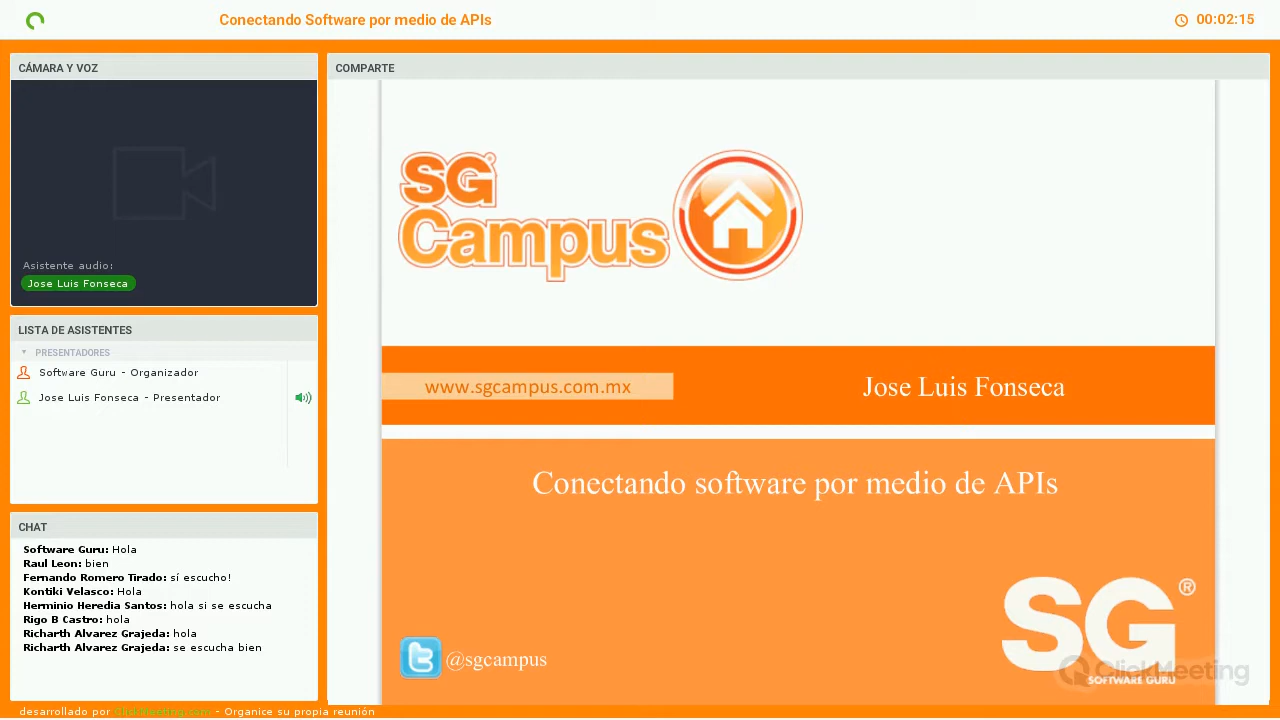 Conectando Software por medio de APIs
00:02:15
CÁMARA Y VOZ
Asistente audio:
Jose Luis Fonseca
LISTA DE ASISTENTES
PRESENTADORES
Software Guru - Organizador
Jose Luis Fonseca - Presentador
CHAT
Software Guru: Hola
Raul Leon: bien
Fernando Romero Tirado: sí escucho!
Kontiki Velasco: Hola
Herminio Heredia Santos: hola si se escucha
Rigo B Castro: hola
Richarth Alvarez Grajeda: hola
Richarth Alvarez Grajeda: se escucha bien
desarrollado por ClickMeeting.com - Organice su propia reunión
COMPARTE
SG
Campus
www.sgcampus.com.mx
Jose Luis Fonseca
Conectando software por medio de APIs
@sgcampus
SG®
SOFTWARE GURU
ClickMeeting